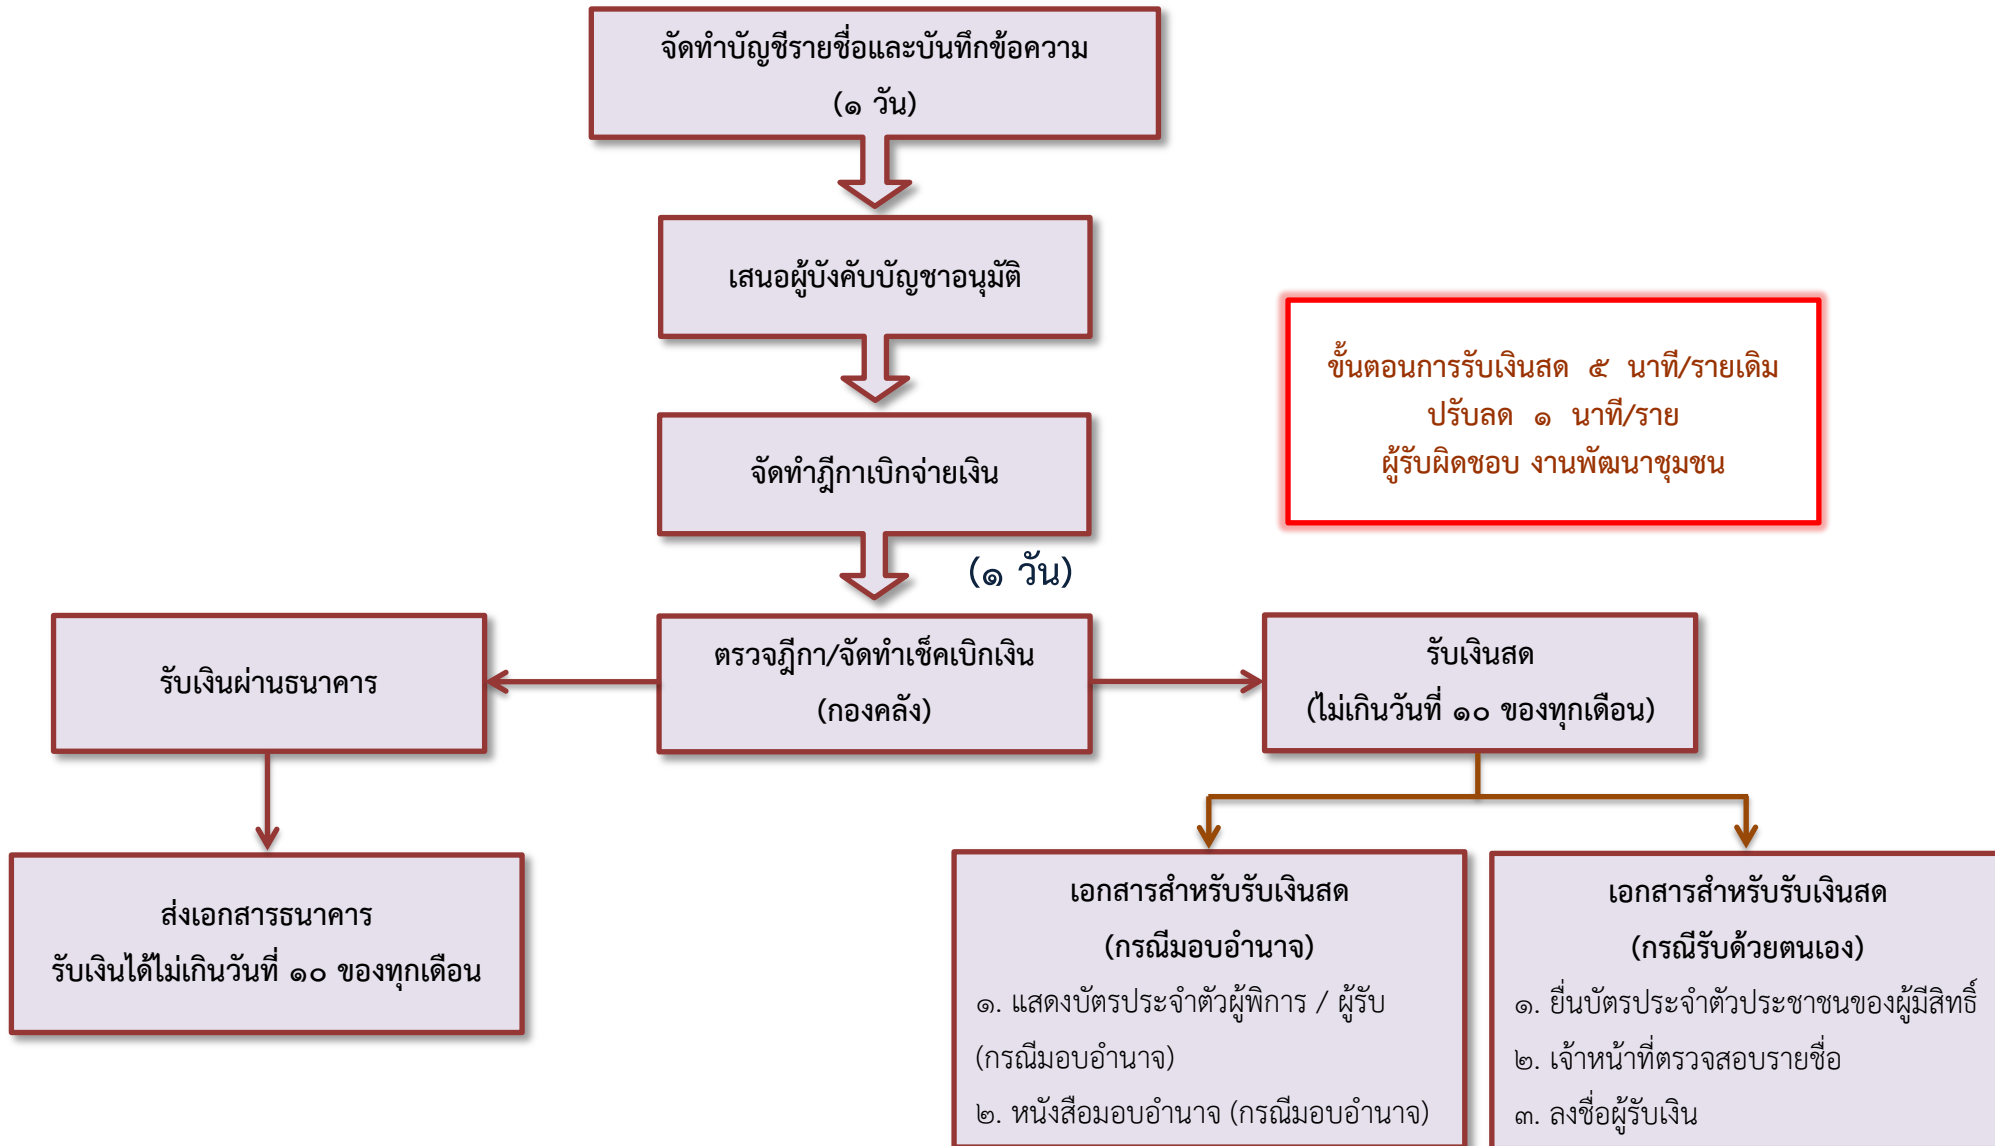 จัดทำบัญชีรายชื่อและบันทึกข้อความ
(๑ วัน)
เสนอผู้บังคับบัญชาอนุมัติ
ขั้นตอนการรับเงินสด ๕ นาที/รายเดิม
ปรับลด ๑ นาที/ราย
ผู้รับผิดชอบ งานพัฒนาชุมชน
จัดทำฎีกาเบิกจ่ายเงิน
(๑ วัน)
รับเงินผ่านธนาคาร
ตรวจฎีกา/จัดทำเช็คเบิกเงิน
(กองคลัง)
รับเงินสด
(ไม่เกินวันที่ ๑๐ ของทุกเดือน)
ส่งเอกสารธนาคาร
รับเงินได้ไม่เกินวันที่ ๑๐ ของทุกเดือน
เอกสารสำหรับรับเงินสด
(กรณีมอบอำนาจ)
๑. แสดงบัตรประจำตัวผู้พิการ / ผู้รับ
(กรณีมอบอำนาจ)
๒. หนังสือมอบอำนาจ (กรณีมอบอำนาจ)
เอกสารสำหรับรับเงินสด
(กรณีรับด้วยตนเอง)
๑. ยื่นบัตรประจำตัวประชาชนของผู้มีสิทธิ์
๒. เจ้าหน้าที่ตรวจสอบรายชื่อ
๓. ลงชื่อผู้รับเงิน